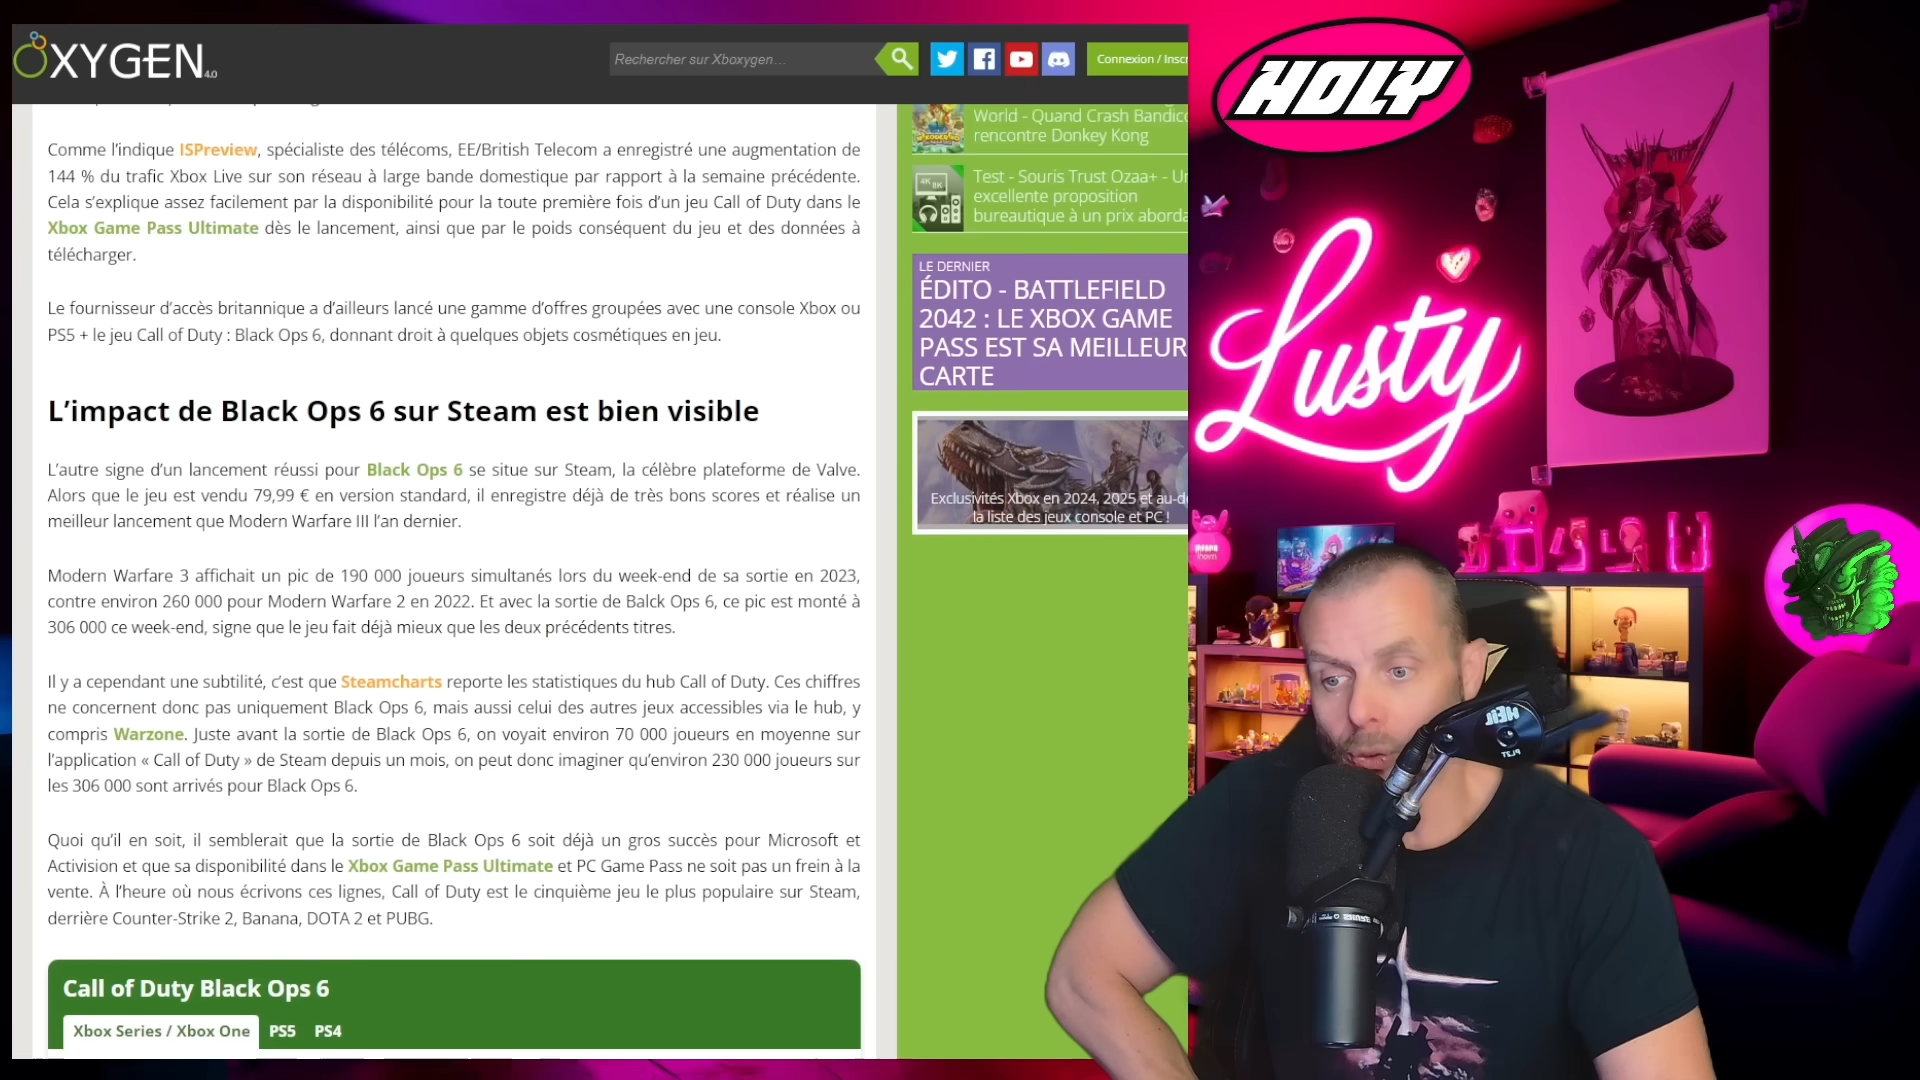 XYGEN 4.0
Rechercher sur Xboxygen...
Connexion / Inscr
Comme l'indique ISPreview, spécialiste des télécoms, EE/British Telecom a enregistré une augmentation de
144 % du trafic Xbox Live sur son réseau à large bande domestique par rapport à la semaine précédente.
Cela s'explique assez facilement par la disponibilité pour la toute première fois d'un jeu Call of Duty dans le
Xbox Game Pass Ultimate dès le lancement, ainsi que par le poids conséquent du jeu et des données à
télécharger.
Le fournisseur d'accès britannique a d'ailleurs lancé une gamme d'offres groupées avec une console Xbox ou
PS5 + le jeu Call of Duty : Black Ops 6, donnant droit à quelques objets cosmétiques en jeu.
L'impact de Black Ops 6 sur Steam est bien visible
L'autre signe d'un lancement réussi pour Black Ops 6 se situe sur Steam, la célèbre plateforme de Valve.
Alors que le jeu est vendu 79,99 € en version standard, il enregistre déjà de très bons scores et réalise un
meilleur lancement que Modern Warfare III l'an dernier.
Modern Warfare 3 affichait un pic de 190 000 joueurs simultanés lors du week-end de sa sortie en 2023,
contre environ 260 000 pour Modern Warfare 2 en 2022. Et avec la sortie de Balck Ops 6, ce pic est monté à
306 000 ce week-end, signe que le jeu fait déjà mieux que les deux précédents titres.
Il y a cependant une subtilité, c'est que Steamcharts reporte les statistiques du hub Call of Duty. Ces chiffres
ne concernent donc pas uniquement Black Ops 6, mais aussi celui des autres jeux accessibles via le hub, y
compris Warzone. Juste avant la sortie de Black Ops 6, on voyait environ 70 000 joueurs en moyenne sur
l'application « Call of Duty » de Steam depuis un mois, on peut donc imaginer qu'environ 230 000 joueurs sur
les 306 000 sont arrivés pour Black Ops 6.
Quoi qu'il en soit, il semblerait que la sortie de Black Ops 6 soit déjà un gros succès pour Microsoft et
Activision et que sa disponibilité dans le Xbox Game Pass Ultimate et PC Game Pass ne soit pas un frein à la
vente. À l'heure où nous écrivons ces lignes, Call of Duty est le cinquième jeu le plus populaire sur Steam,
derrière Counter-Strike 2, Banana, DOTA 2 et PUBG.
Call of Duty Black Ops 6
Xbox Series / Xbox One PS5 PS4
World - Quand Crash Bandico
rencontre Donkey Kong
4K 8K
Test - Souris Trust Ozaa+ - Un
excellente proposition
bureautique à un prix aborda
LE DERNIER
ÉDITO - BATTLEFIELD
2042 : LE XBOX GAME
PASS EST SA MEILLEUR
CARTE
Exclusivités Xbox en 2024, 2025 et au-de
la liste des jeux console et PC !
HOLY
Lusty
HEIL
PL2T